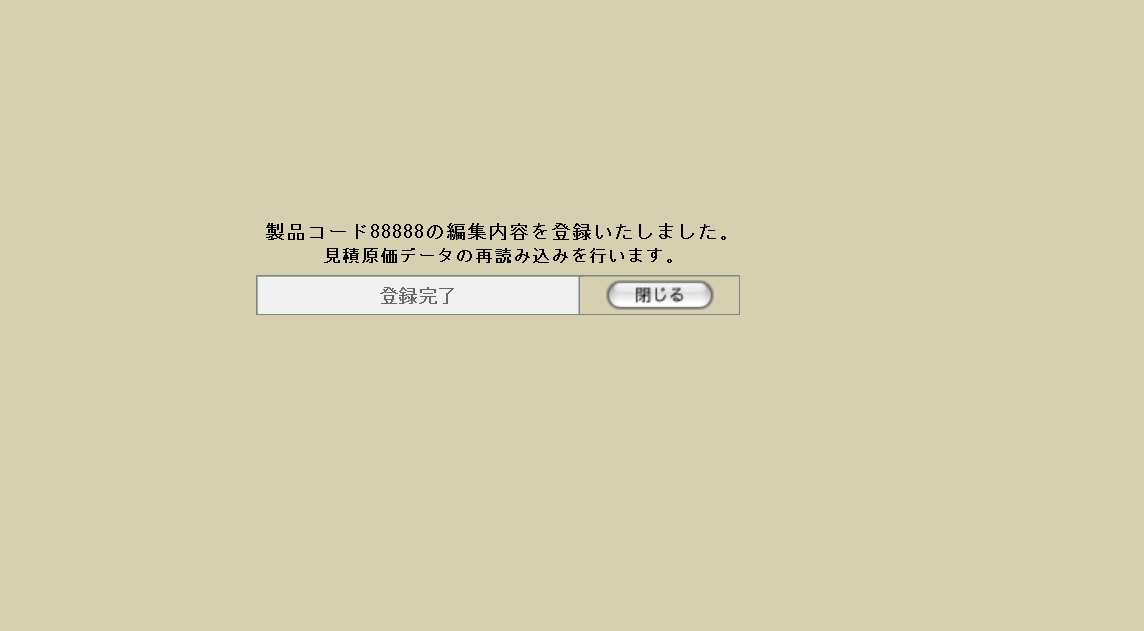 製品コード88888の編集内容を登録いたしました。
見積原価データの再読み込みを行います。
登録完了 閉じる